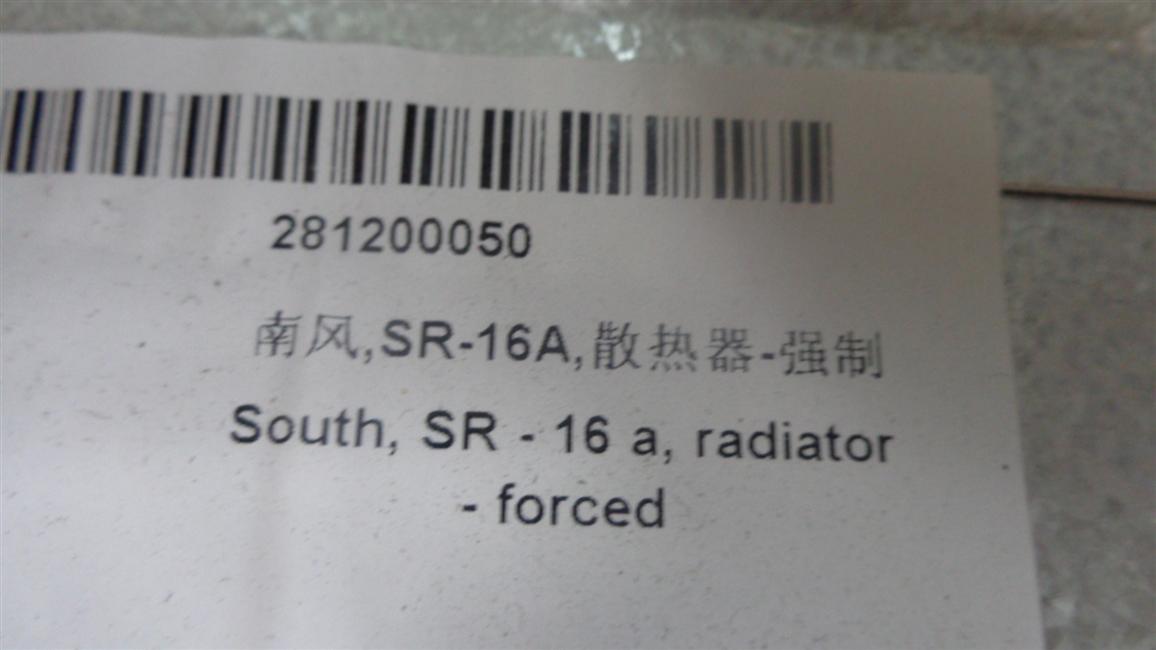 281200050
南风,SR-16A,散热器-强制
South, SR - 16 a, radiator
- forced